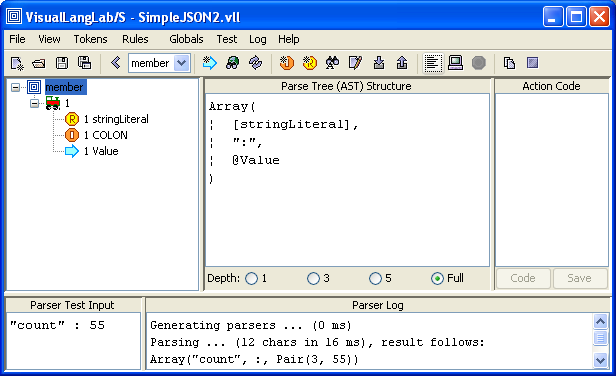 VisualLangLab/S - SimpleJSON2.vll
File View Tokens Rules Globals Test Log Help
member
member
1
R 1 stringLiteral
1 COLON
1 Value
Parse Tree (AST) Structure
Array(
¦ [stringLiteral],
¦ ":",
¦ @Value
)
Depth: 1 3 5 Full
Action Code
Code Save
Parser Test Input
"count" : 55
Parser Log
Generating parsers ... (0 ms)
Parsing ... (12 chars in 16 ms), result follows:
Array("count", :, Pair(3, 55))